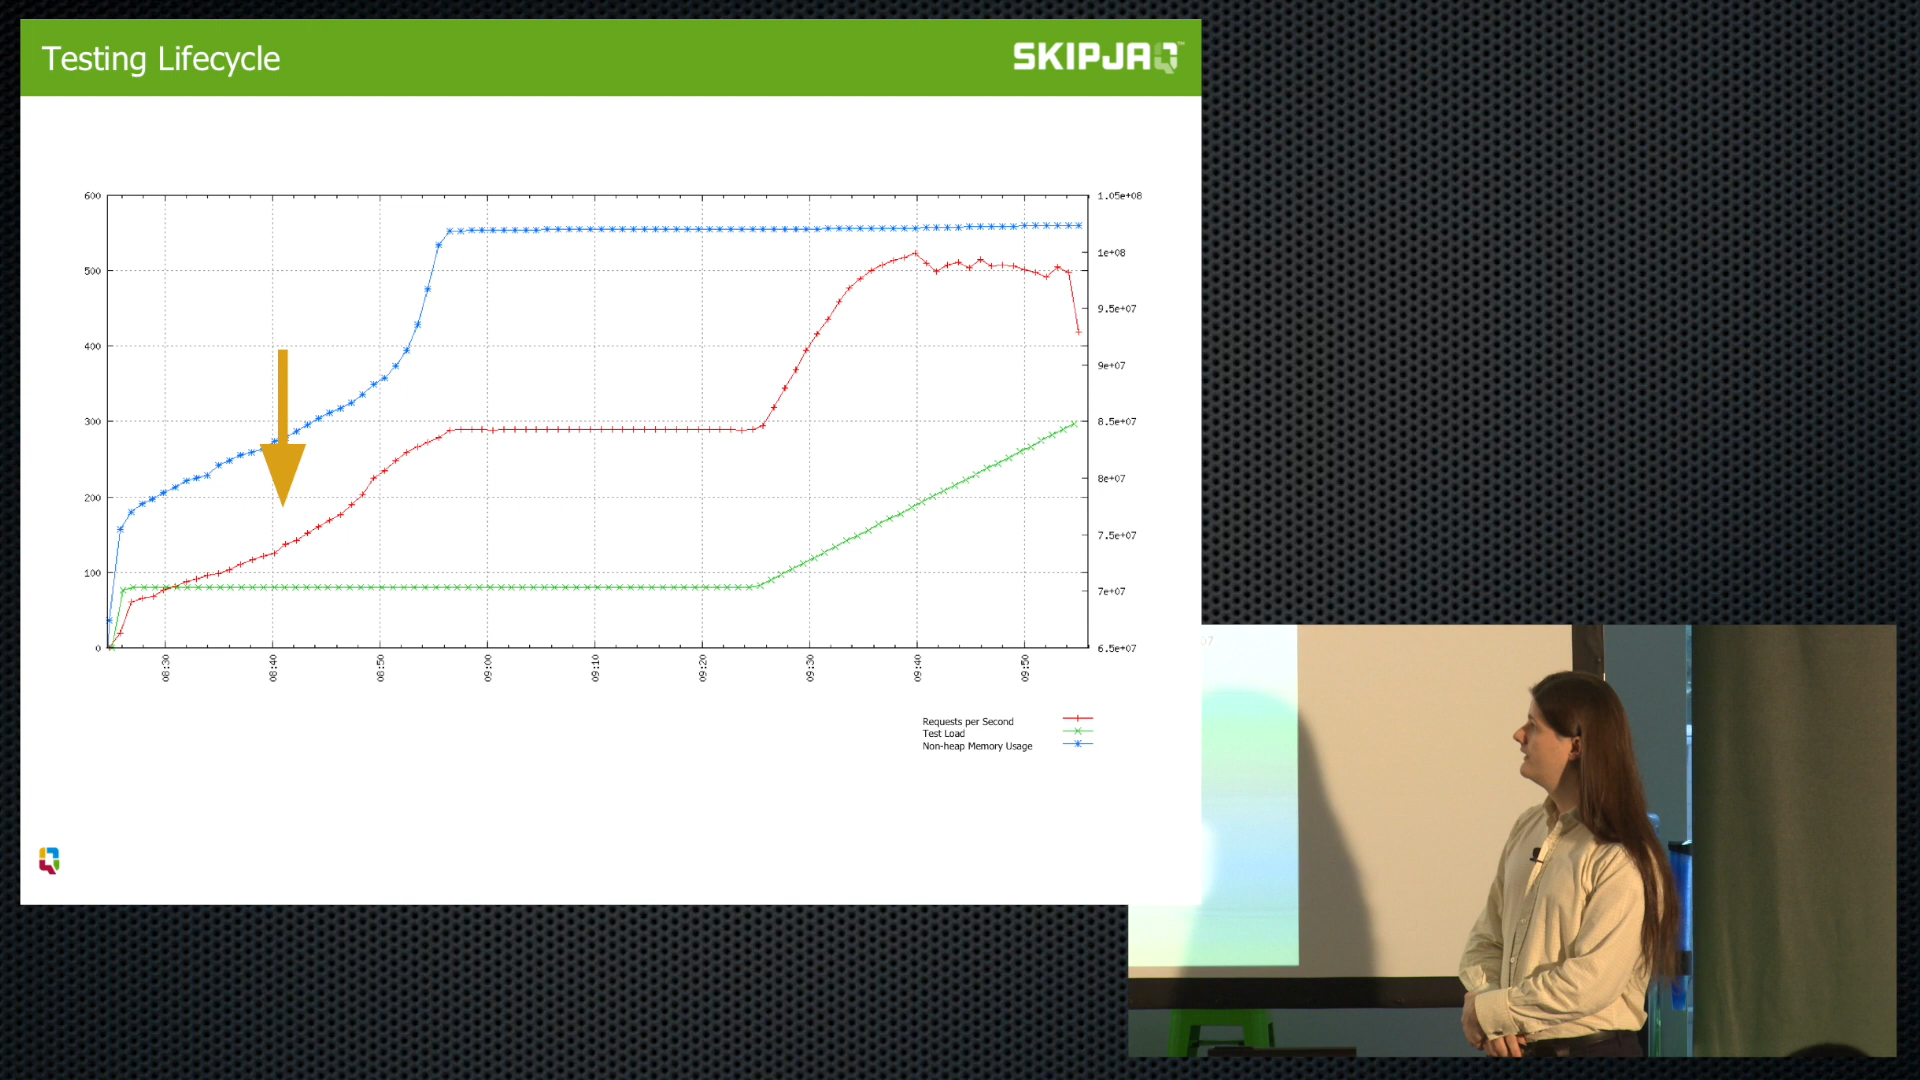 Testing Lifecycle
SKIPJAQ™
600
500
400
300
200
100
0
1.05e+08
1e+08
9.5e+07
9e+07
8.5e+07
8e+07
7.5e+07
7e+07
6.5e+07
08:30
08:40
08:50
09:00
09:10
09:20
09:30
09:40
09:50
Requests per Second
Test Load
Non-heap Memory Usage
07